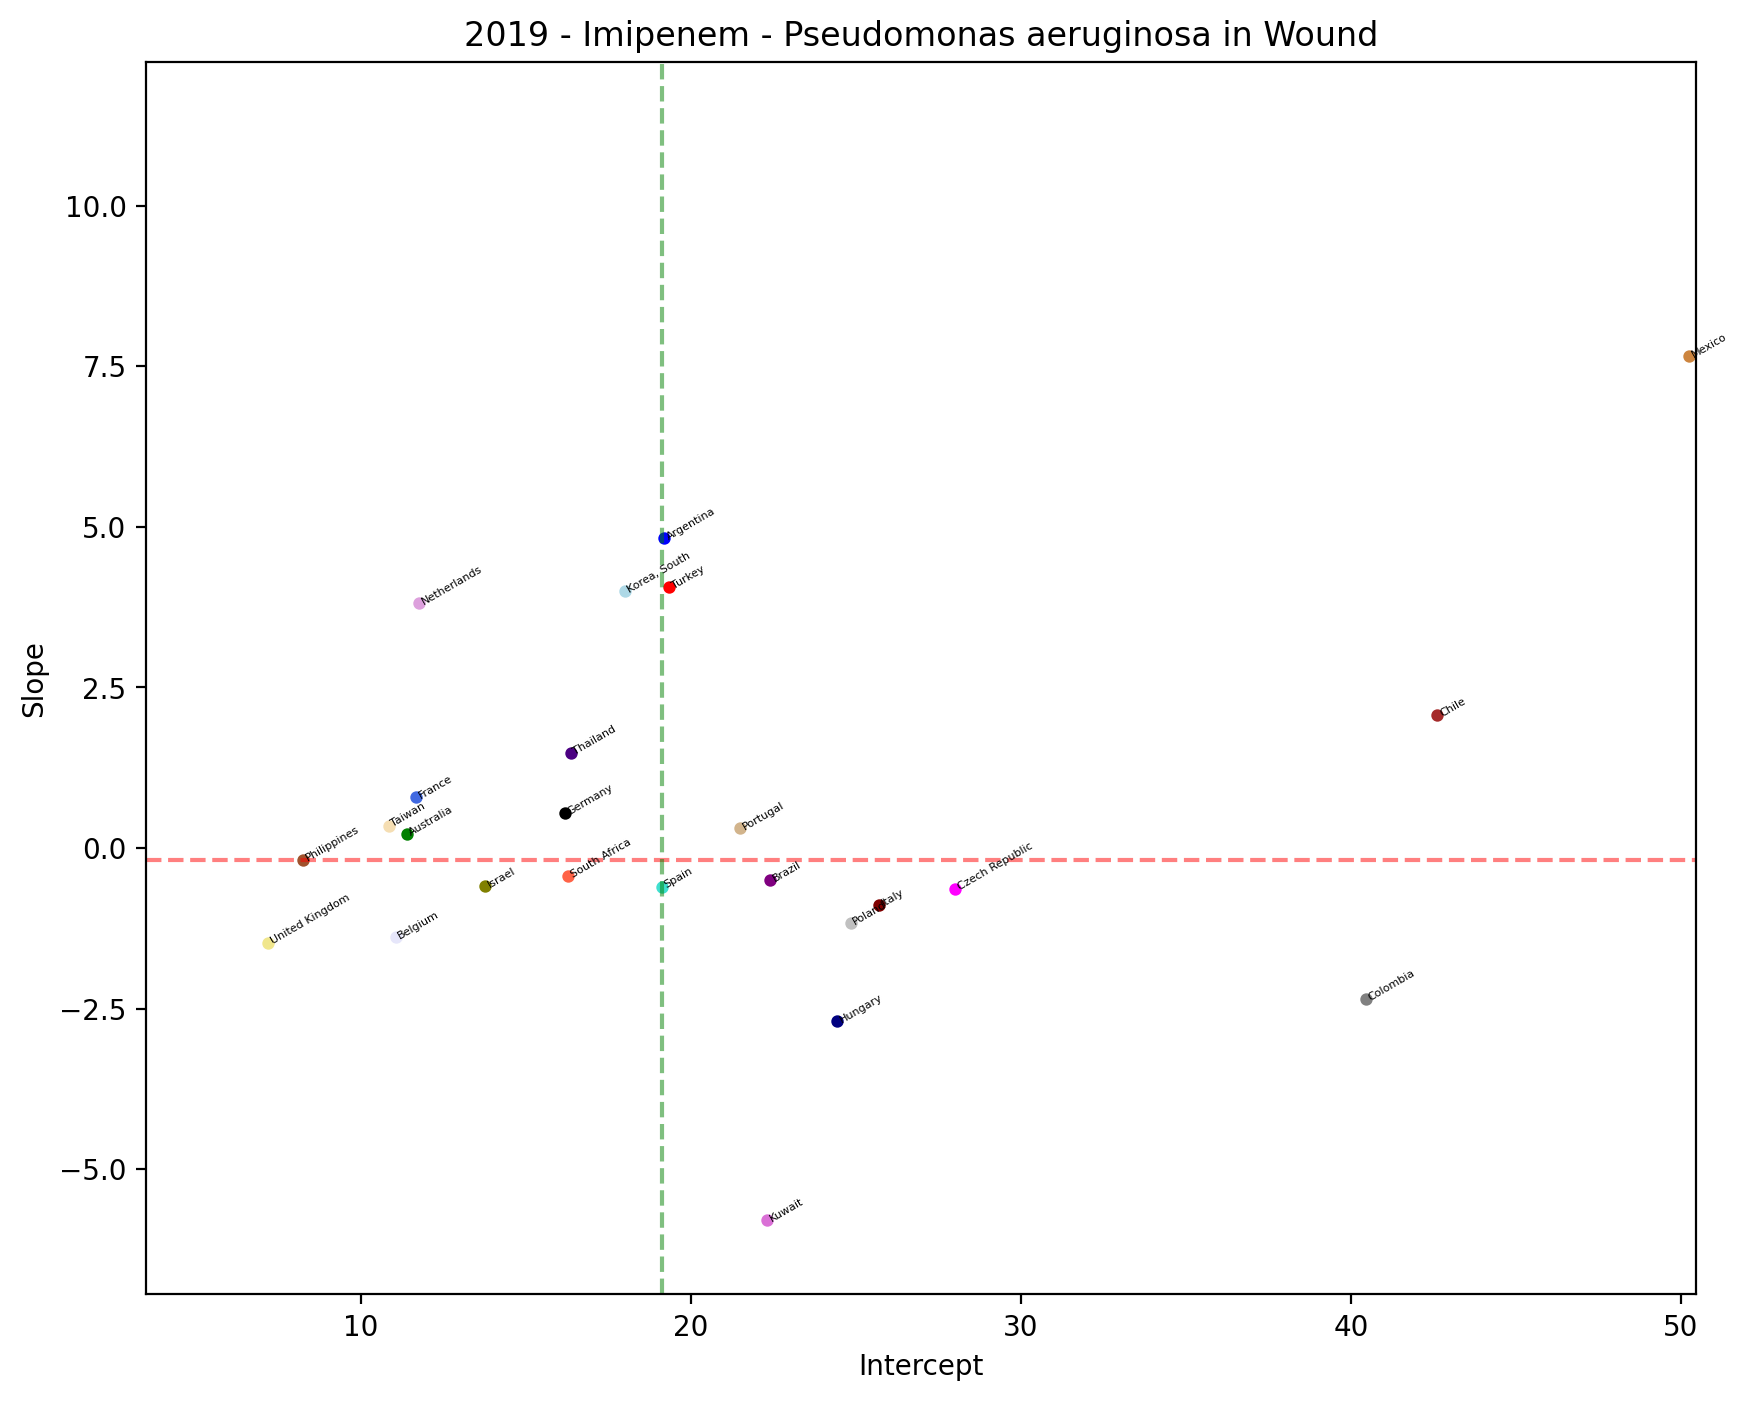 2019 - Imipenem - Pseudomonas aeruginosa in Wound
10.0
7.5
5.0
2.5
0.0
−2.5
−5.0
Slope
Mexico
Argentina
Korea, South
Turkey
Netherlands
Chile
Thailand
France
Germany
Taiwan
Australia
Portugal
Philippines
South Africa
Israel
Spain
Brazil
Czech Republic
Italy
United Kingdom
Belgium
Colombia
Hungary
Kuwait
10
20
30
40
50
Intercept